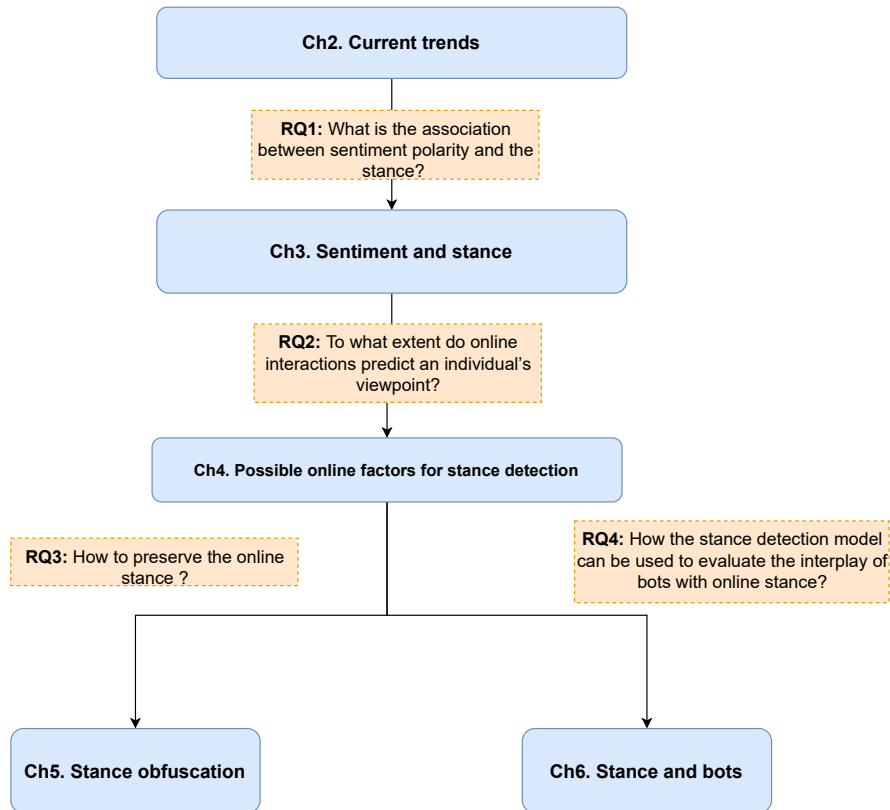 Ch2. Current trends
RQ1: What is the association
between sentiment polarity and the
stance?
Ch3. Sentiment and stance
RQ2: To what extent do online
interactions predict an individual's
viewpoint?
Ch4. Possible online factors for stance detection
RQ3: How to preserve the online
stance ?
RQ4: How the stance detection model
can be used to evaluate the interplay of
bots with online stance?
Ch5. Stance obfuscation
Ch6. Stance and bots